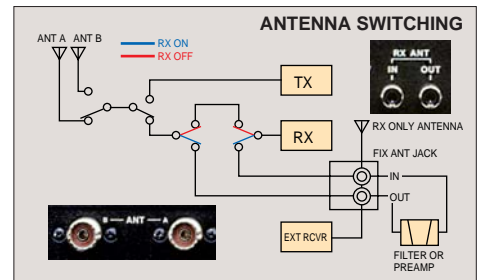 ANTENNA SWITCHING
ANT A ANT B
RX ON
RX OFF
TX
RX ANT
IN OUT
RX
RX ONLY ANTENNA
FIX ANT JACK
IN
OUT
EXT RCVR
FILTER OR
PREAMP
B ANT A